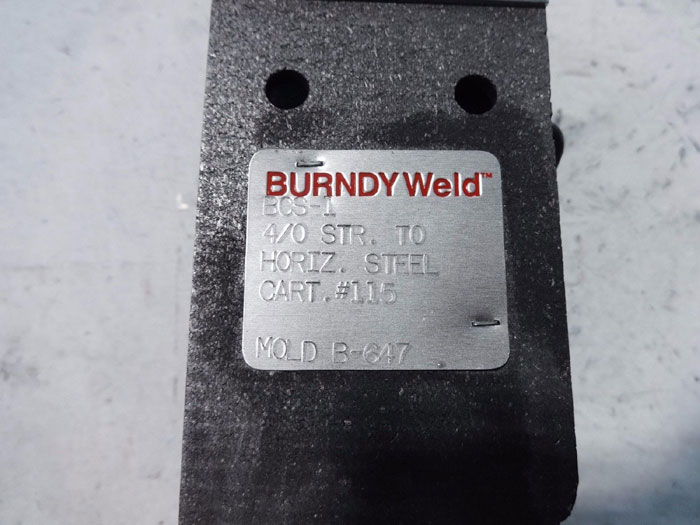 BURNDY Weld™
BCS-1
4/0 STR. TO
HORIZ. STEEL
CART.#115
MOLD B-647